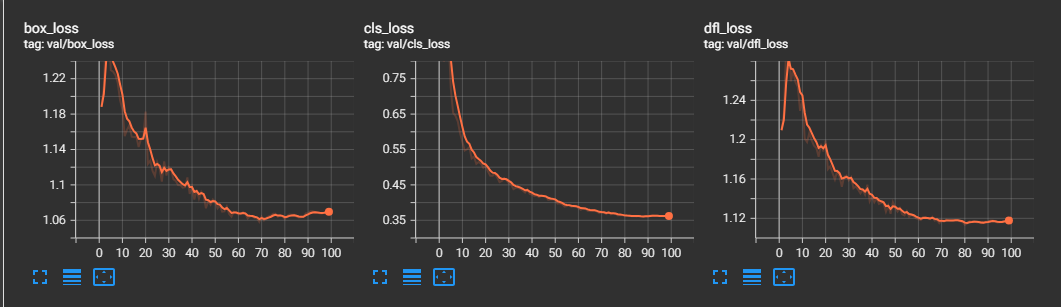 box_loss
tag: val/box_loss
1.22
1.18
1.14
1.1
1.06
0 10 20 30 40 50 60 70 80 90 100
cls_loss
tag: val/cls_loss
0.75
0.65
0.55
0.45
0.35
0 10 20 30 40 50 60 70 80 90 100
dfl_loss
tag: val/dfl_loss
1.24
1.2
1.16
1.12
0 10 20 30 40 50 60 70 80 90 100